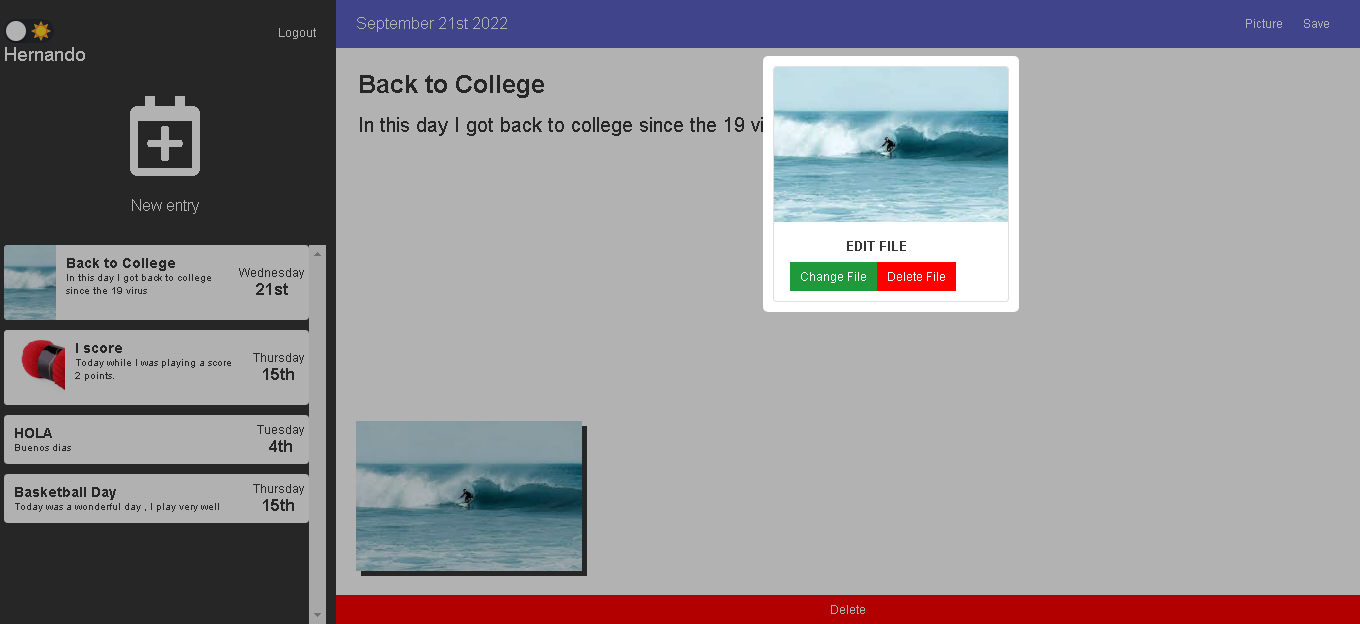 Hernando
Logout
New entry
Back to College
In this day I got back to college
since the 19 virus
Wednesday
21st
I score
Today while I was playing a score
2 points.
Thursday
15th
HOLA
Buenos dias
Tuesday
4th
Basketball Day
Today was a wonderful day , I play very well
Thursday
15th
September 21st 2022
Picture
Save
Back to College
In this day I got back to college since the 19 vi
EDIT FILE
Change File
Delete File
Delete